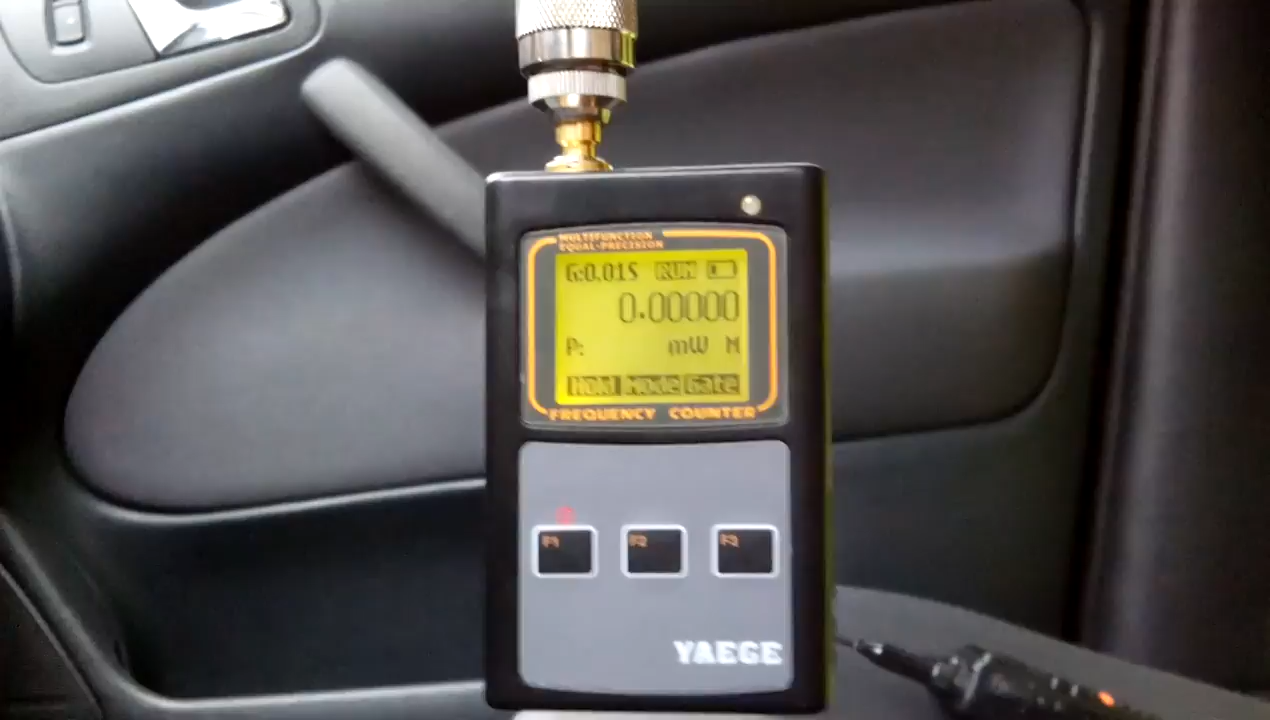 MULTIFUNCTION
EQUAL-PRECISION
G:0.01S RUN
0.00000
P: mW M
HOld Mode Gate
FREQUENCY COUNTER
F1 F2 F3
YAEGE